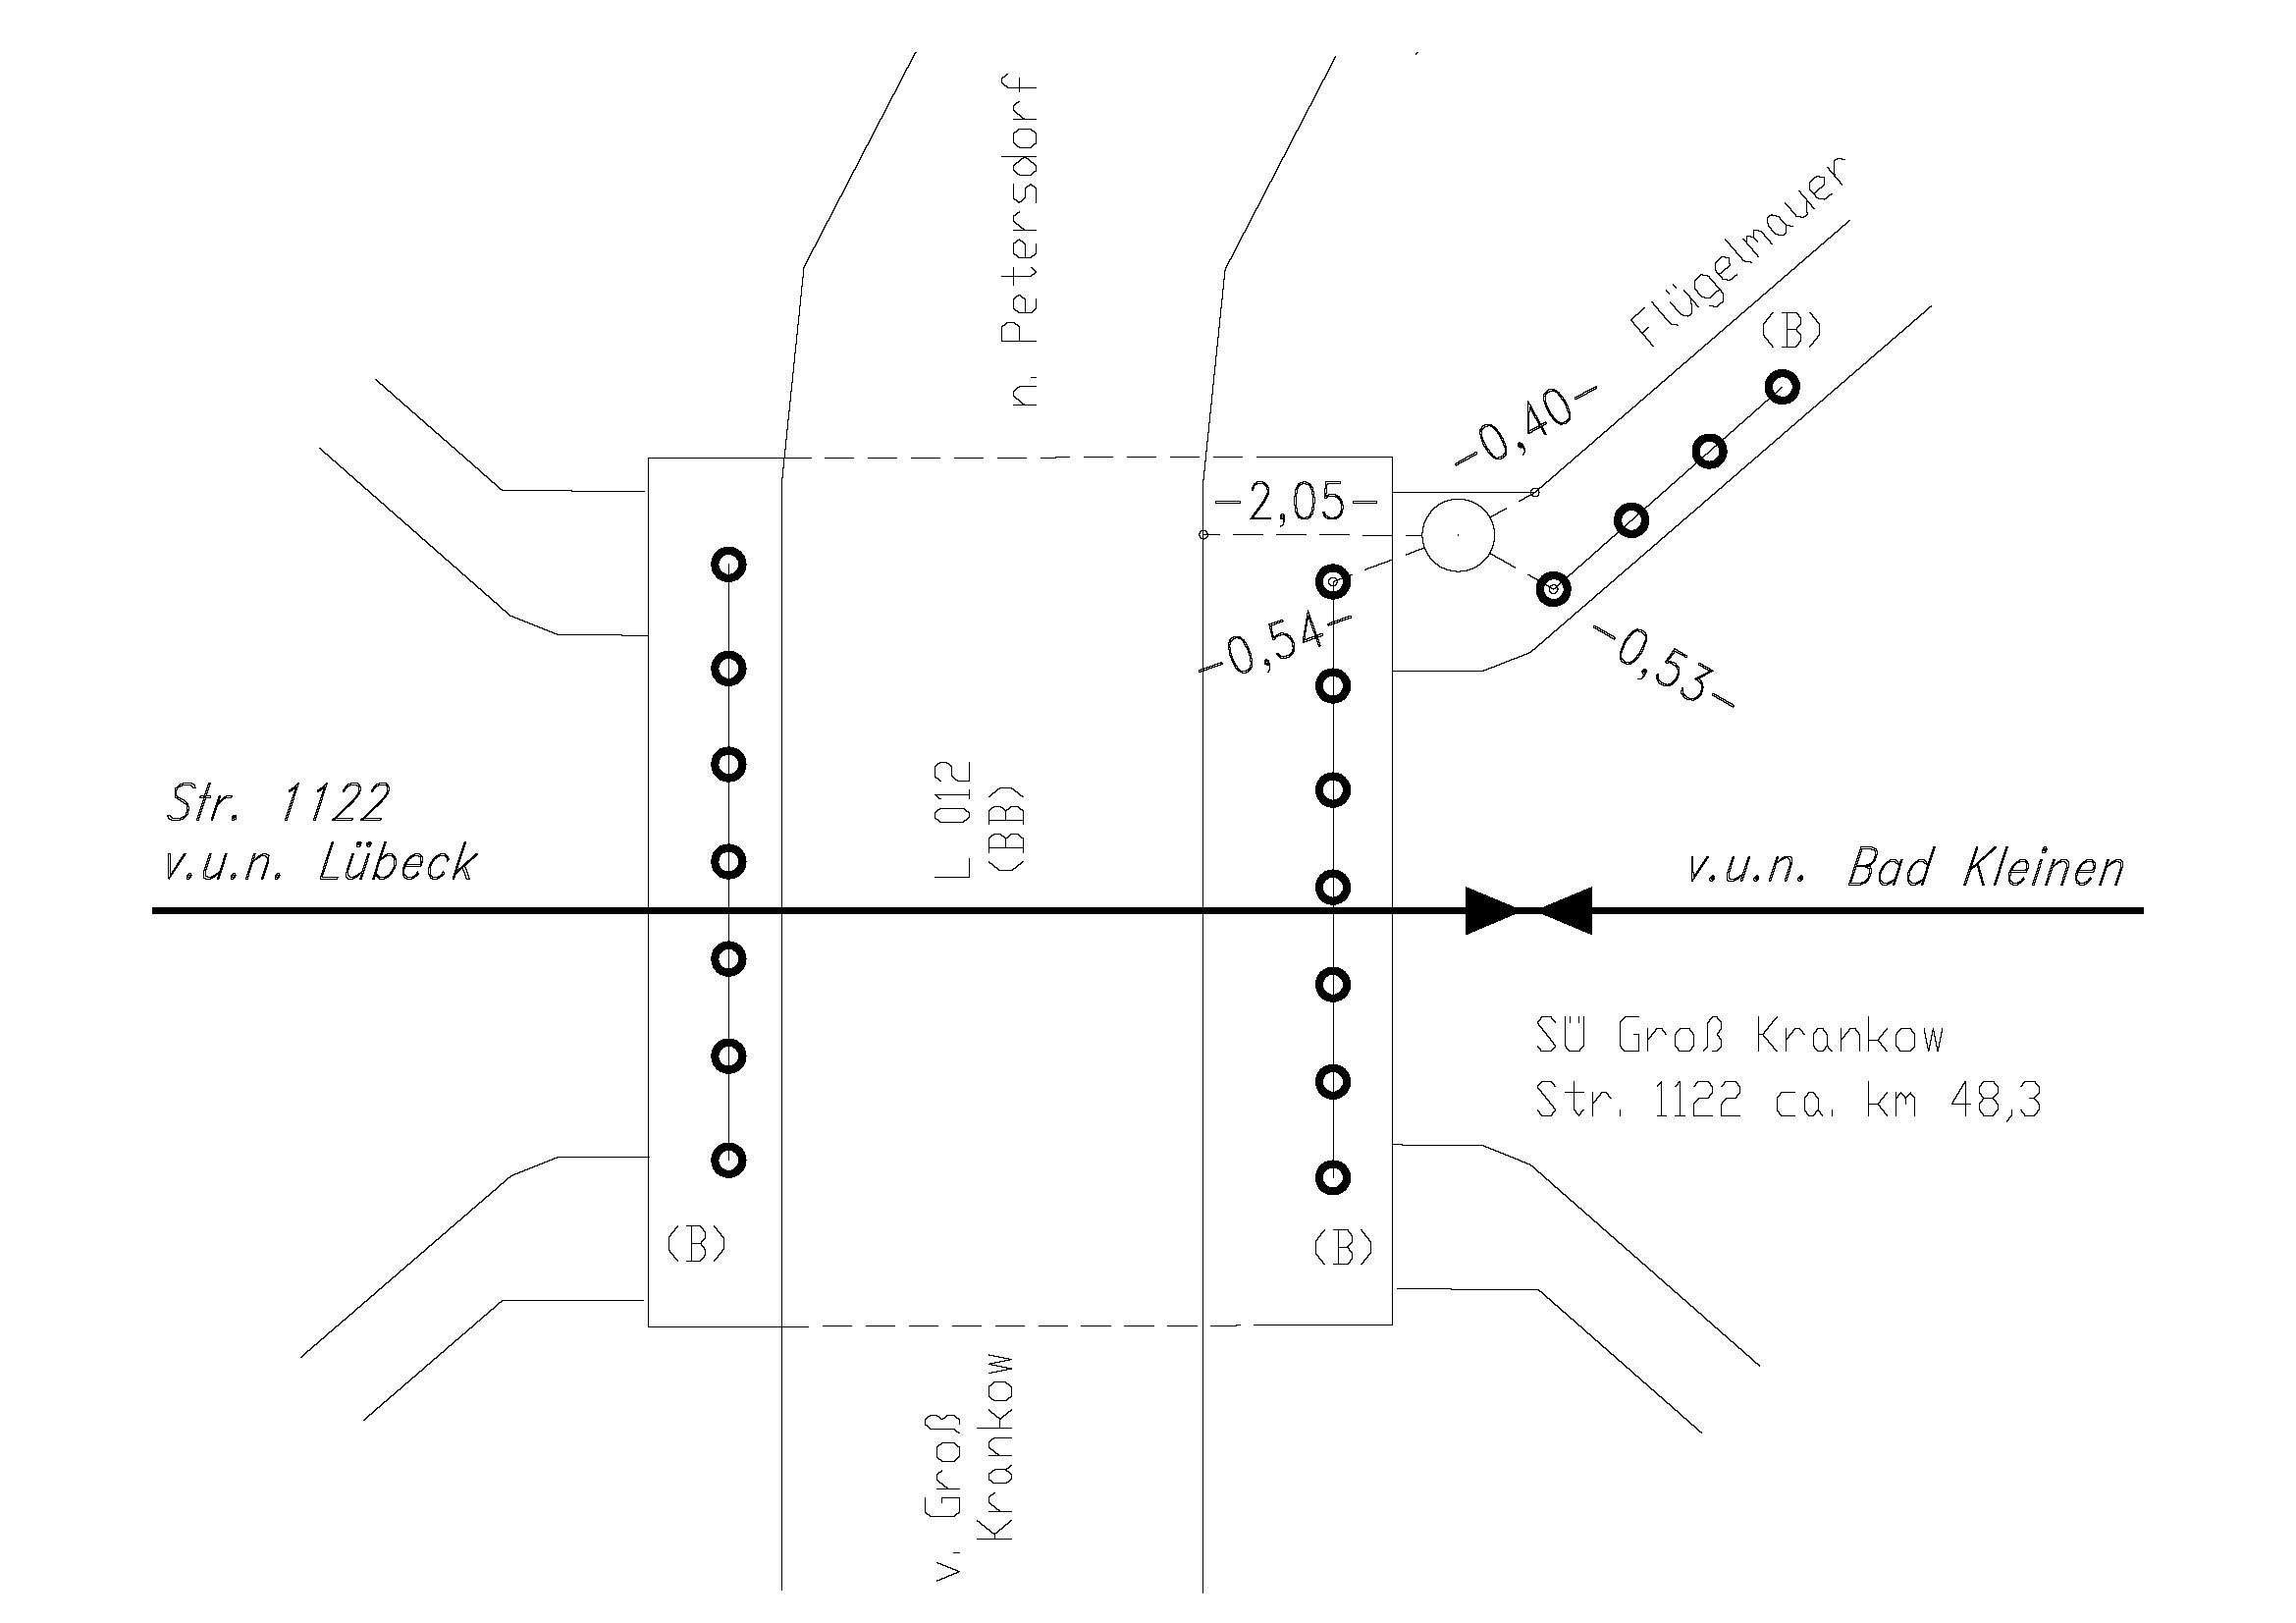 n. Petersdorf
Flügelmauer
(B)
-0,40-
-2,05-
-0,54-
-0,53-
Str. 1122
v.u.n. Lübeck
L 012
(BB)
v.u.n. Bad Kleinen
SÜ Groß Krankow
Str. 1122 ca. km 48,3
(B)
(B)
v. Groß
Krankow